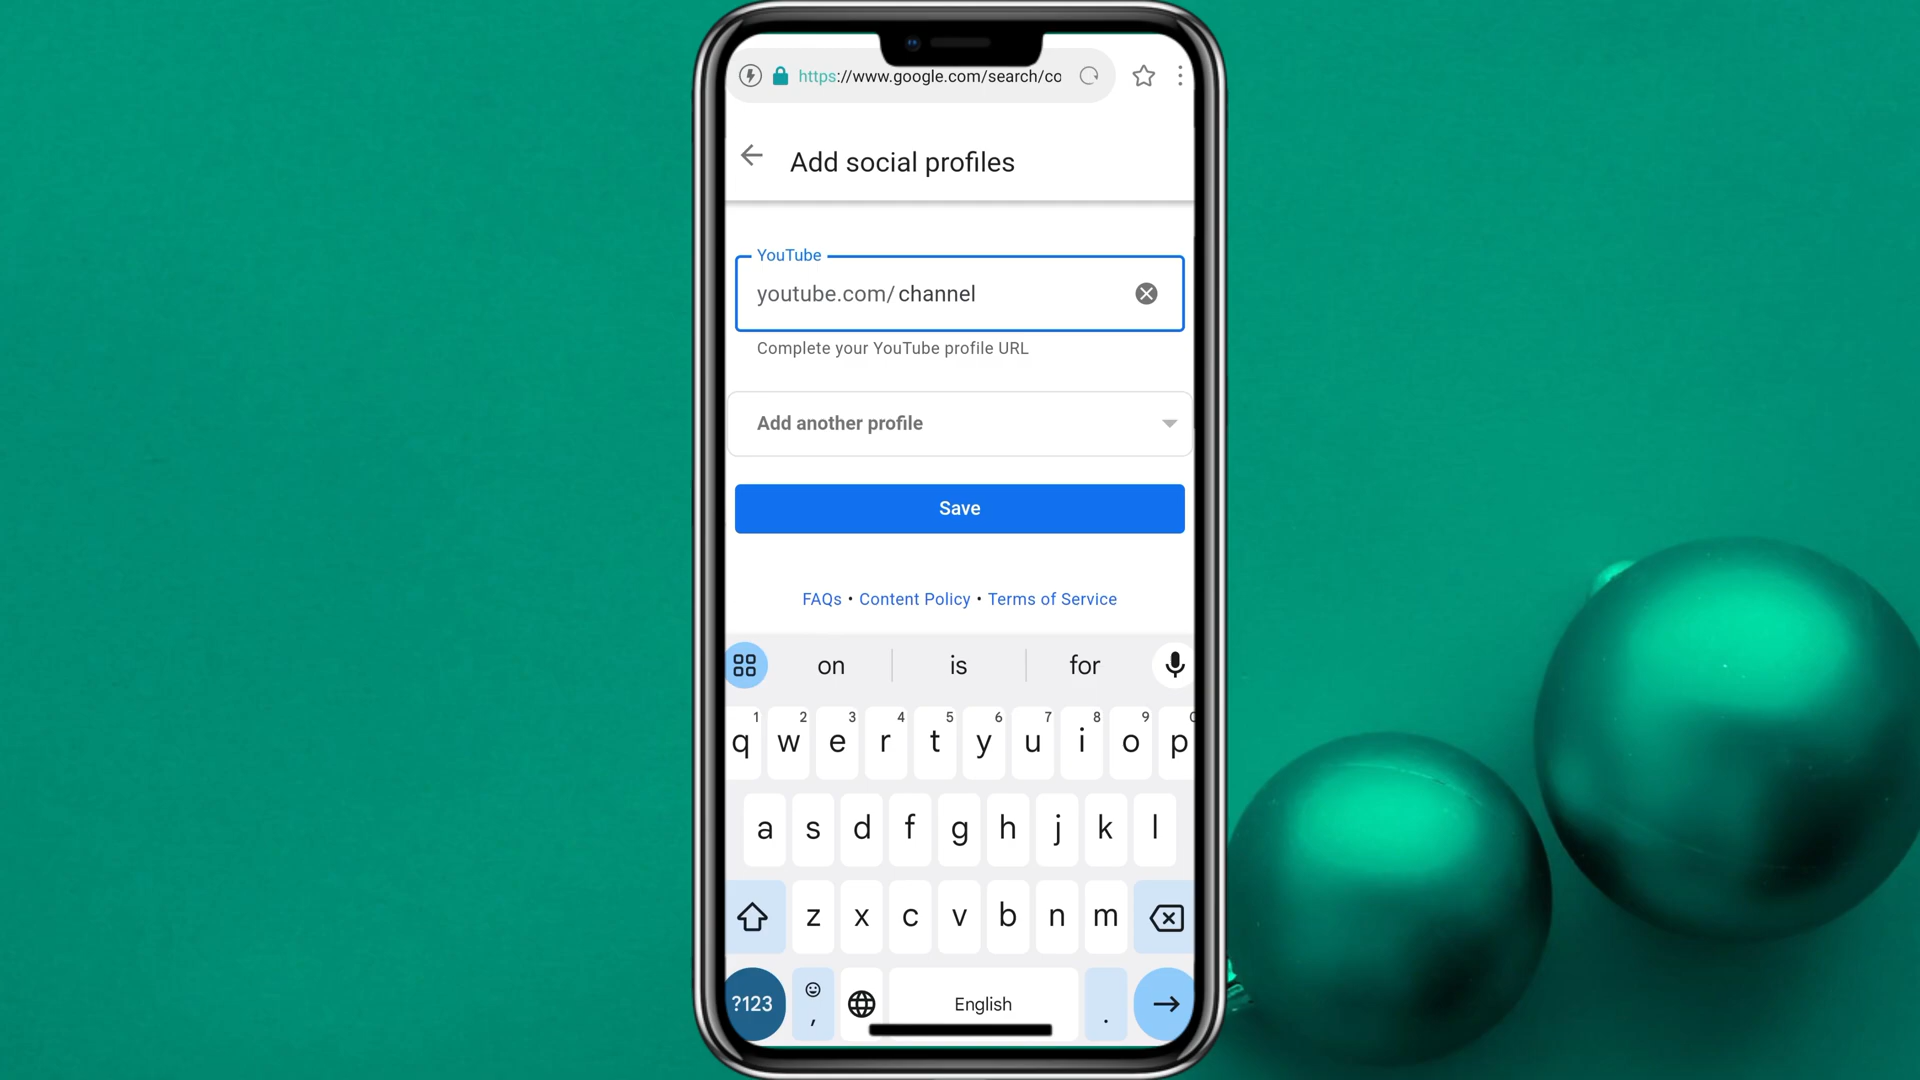 https://www.google.com/search/co
Add social profiles
YouTube
youtube.com/ channel
Complete your YouTube profile URL
Add another profile
Save
FAQs • Content Policy • Terms of Service
on is for
1 2 3 4 5 6 7 8 9 0
q w e r t y u i o p
a s d f g h j k l
z x c v b n m
?123 , English .